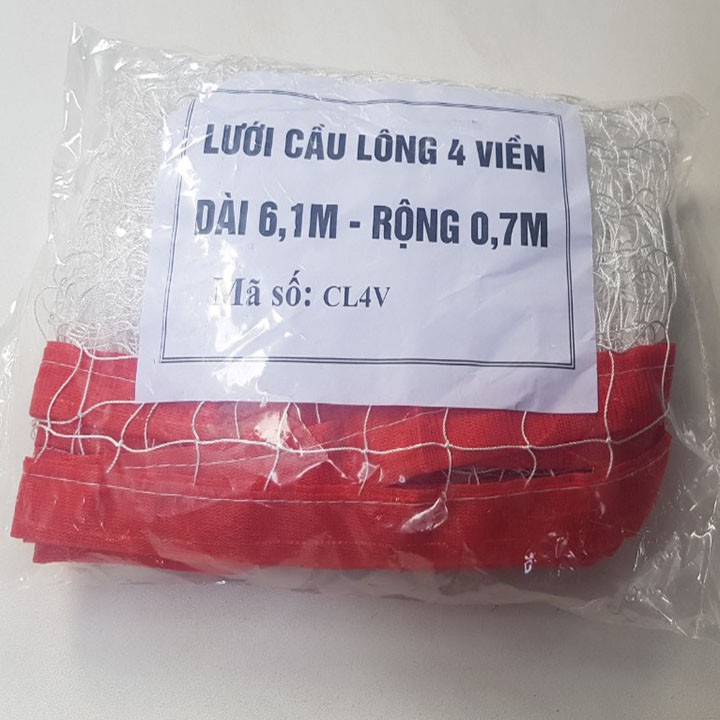 LƯỚI CẦU LÔNG 4 VIỀN
DÀI 6,1M - RỘNG 0,7M
Mã số: CL4V